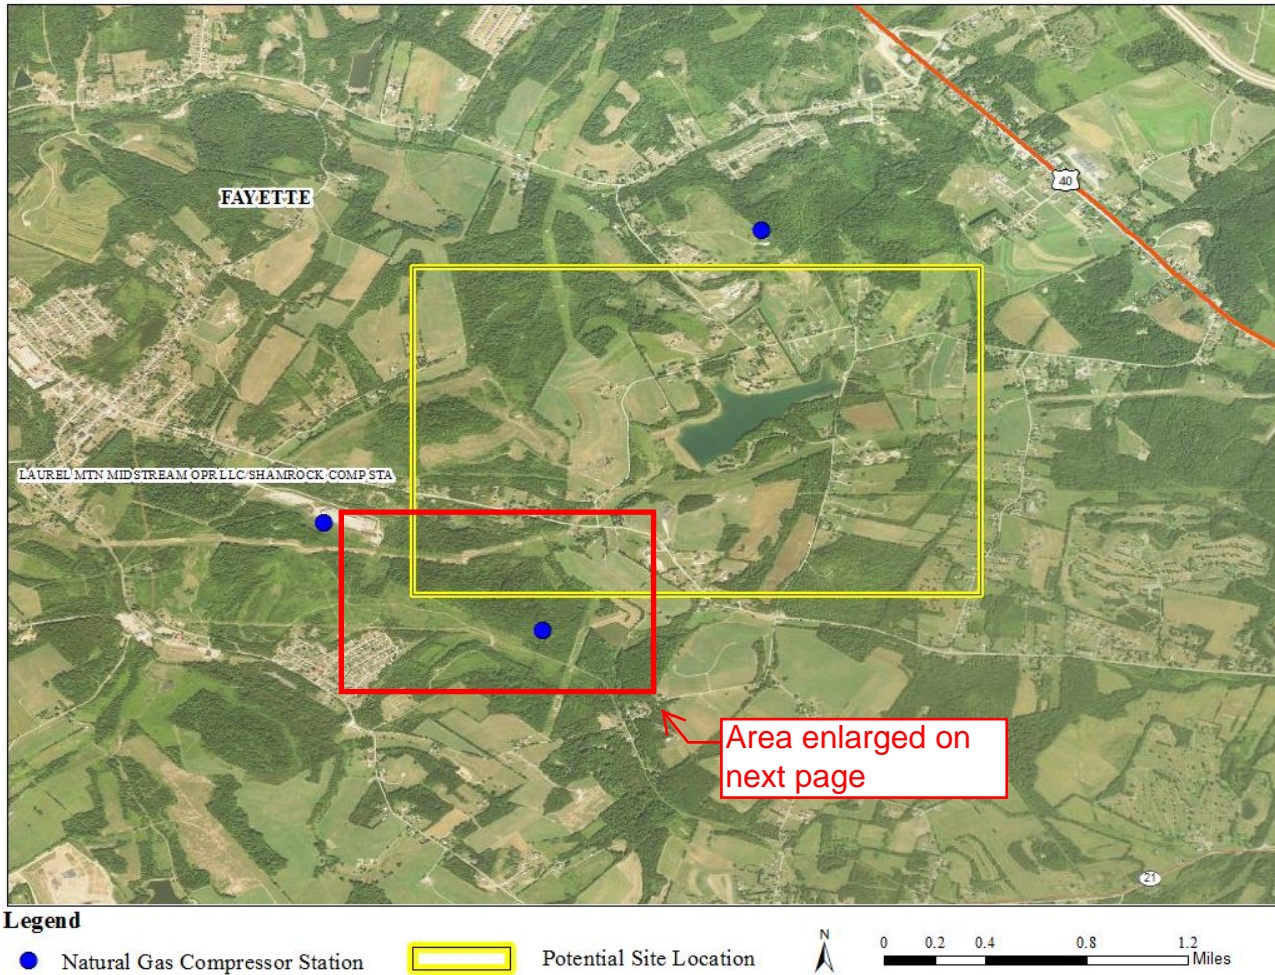 FAYETTE
40
LAUREL MTN MIDSTREAM OPR LLC/SHAMROCK COMP STA
Area enlarged on
next page
21
Legend
Natural Gas Compressor Station
Potential Site Location
N
0 0.2 0.4 0.8 1.2
Miles